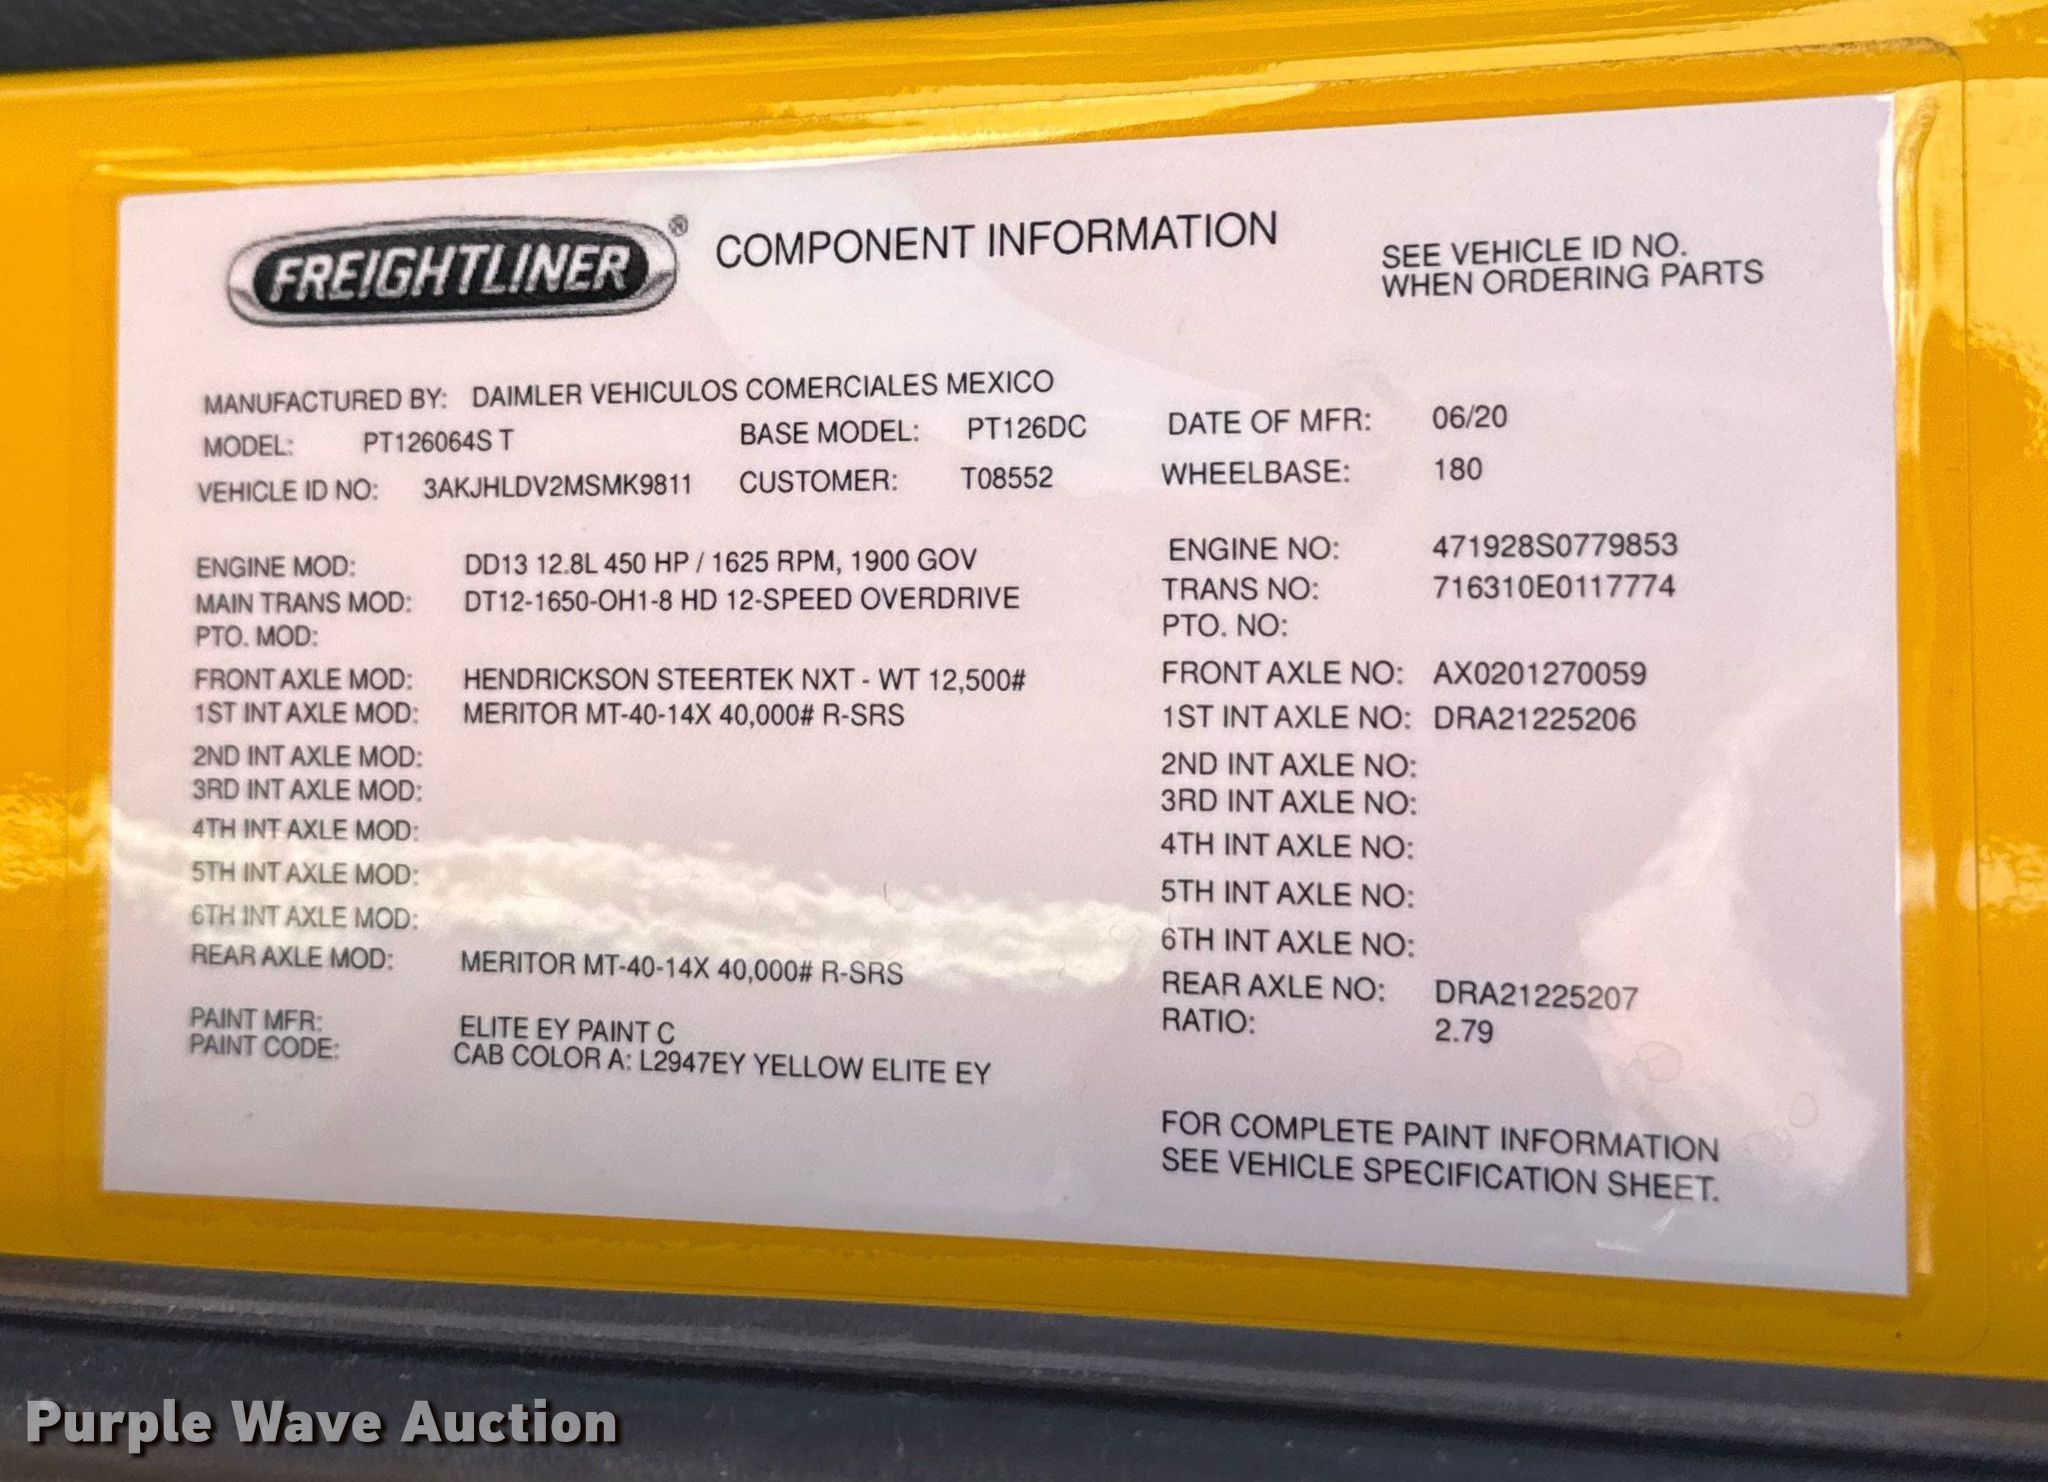 FREIGHTLINER® COMPONENT INFORMATION
SEE VEHICLE ID NO.
WHEN ORDERING PARTS
MANUFACTURED BY: DAIMLER VEHICULOS COMERCIALES MEXICO
MODEL: PT126064S T BASE MODEL: PT126DC DATE OF MFR: 06/20
VEHICLE ID NO: 3AKJHLDV2MSMK9811 CUSTOMER: T08552 WHEELBASE: 180
ENGINE MOD: DD13 12.8L 450 HP / 1625 RPM, 1900 GOV ENGINE NO: 471928S0779853
MAIN TRANS MOD: DT12-1650-OH1-8 HD 12-SPEED OVERDRIVE TRANS NO: 716310E0117774
PTO. MOD: PTO. NO:
FRONT AXLE MOD: HENDRICKSON STEERTEK NXT - WT 12,500# FRONT AXLE NO: AX0201270059
1ST INT AXLE MOD: MERITOR MT-40-14X 40,000# R-SRS 1ST INT AXLE NO: DRA21225206
2ND INT AXLE MOD: 2ND INT AXLE NO:
3RD INT AXLE MOD: 3RD INT AXLE NO:
4TH INT AXLE MOD: 4TH INT AXLE NO:
5TH INT AXLE MOD: 5TH INT AXLE NO:
6TH INT AXLE MOD: 6TH INT AXLE NO:
REAR AXLE MOD: MERITOR MT-40-14X 40,000# R-SRS REAR AXLE NO: DRA21225207
PAINT MFR: ELITE EY PAINT C RATIO: 2.79
PAINT CODE: CAB COLOR A: L2947EY YELLOW ELITE EY
FOR COMPLETE PAINT INFORMATION
SEE VEHICLE SPECIFICATION SHEET.
Purple Wave Auction